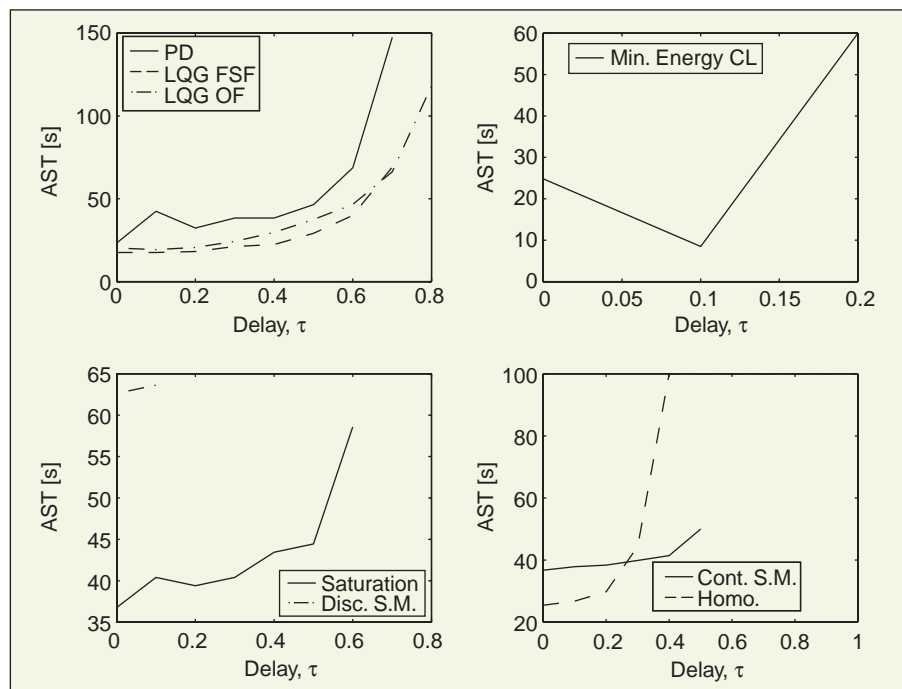 150
100
50
0
AST [s]
PD
LQG FSF
LQG OF
0 0.2 0.4 0.6 0.8
Delay, τ
60
50
40
30
20
10
0
AST [s]
Min. Energy CL
0 0.05 0.1 0.15 0.2
Delay, τ
65
60
55
50
45
40
35
AST [s]
Saturation
Disc. S.M.
0 0.2 0.4 0.6 0.8
Delay, τ
100
80
60
40
20
AST [s]
Cont. S.M.
Homo.
0 0.2 0.4 0.6 0.8 1
Delay, τ